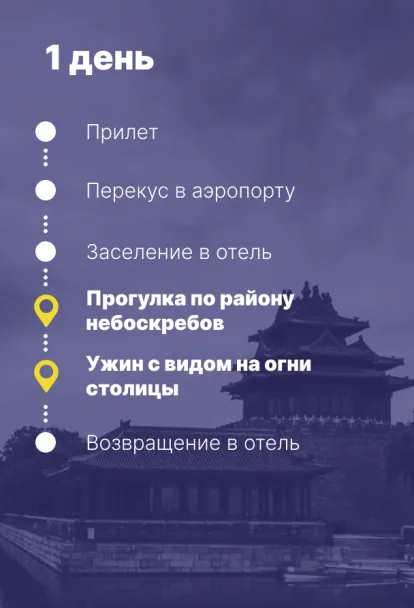 1 день
Прилет
Перекус в аэропорту
Заселение в отель
Прогулка по району
небоскребов
Ужин с видом на огни
столицы
Возвращение в отель